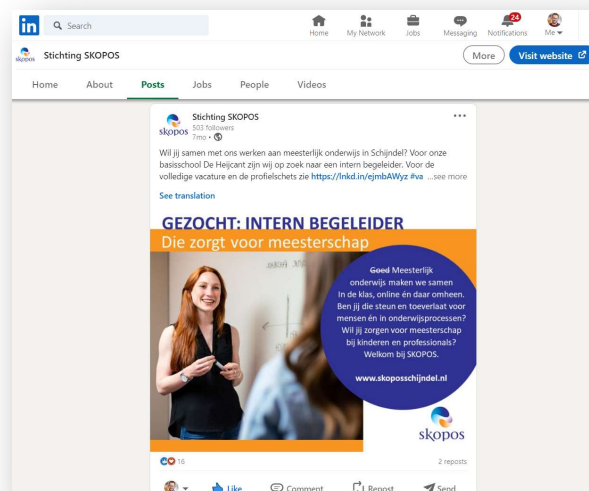 in Search
Home My Network Jobs Messaging 24 Notifications Me
skopos Stichting SKOPOS More Visit website
Home About Posts Jobs People Videos
skopos
Stichting SKOPOS
503 followers
7mo •
Wil jij samen met ons werken aan meesterlijk onderwijs in Schijndel? Voor onze
basisschool De Heijcant zijn wij op zoek naar een intern begeleider. Voor de
volledige vacature en de profielschets zie https://lnkd.in/ejmbAWyz #va ...see more
See translation
GEZOCHT: INTERN BEGELEIDER
Die zorgt voor meesterschap
Goed Meesterlijk
onderwijs maken we samen
In de klas, online én daar omheen.
Ben jij die steun en toeverlaat voor
mensen én in onderwijsprocessen?
Wil jij zorgen voor meesterschap
bij kinderen en professionals?
Welkom bij SKOPOS.
www.skoposschijndel.nl
skopos
16 2 reposts
Like Comment Repost Send